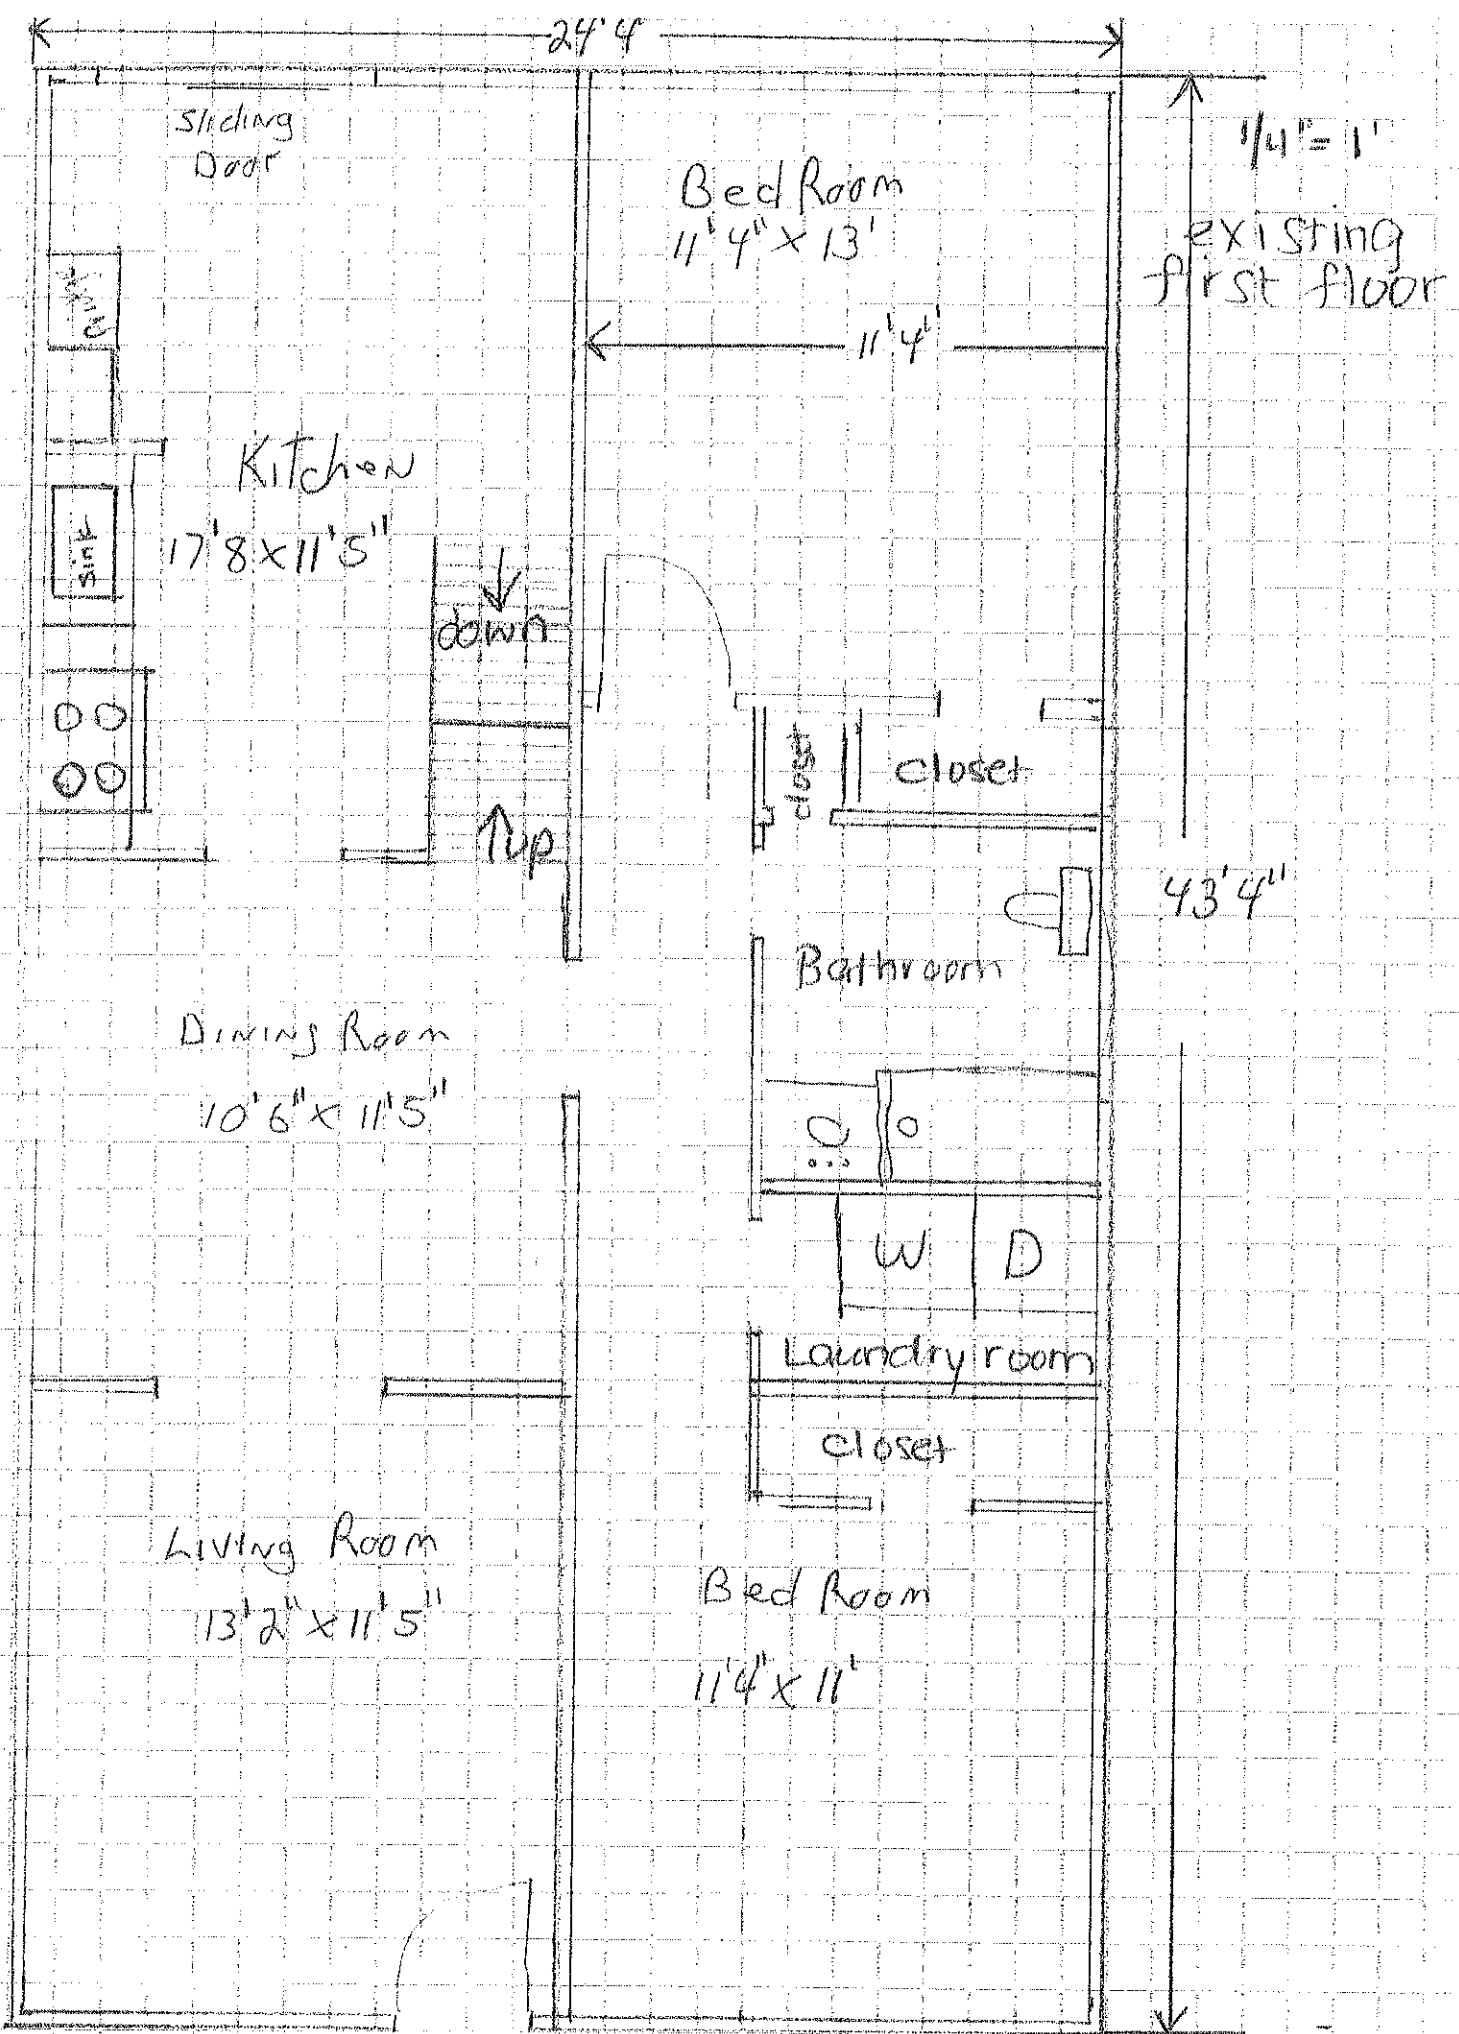 24'4
1/4"=1'
existing
first floor
Sliding
Door
Bed Room
11'4" x 13'
11'4'
Kitchen
17'8 x 11'5"
sink
down
up
closet
closet
43'4"
Bathroom
Dining Room
10'6" x 11'5"
W
D
Laundry room
closet
Living Room
13'2" x 11'5"
Bed Room
11'4" x 11'